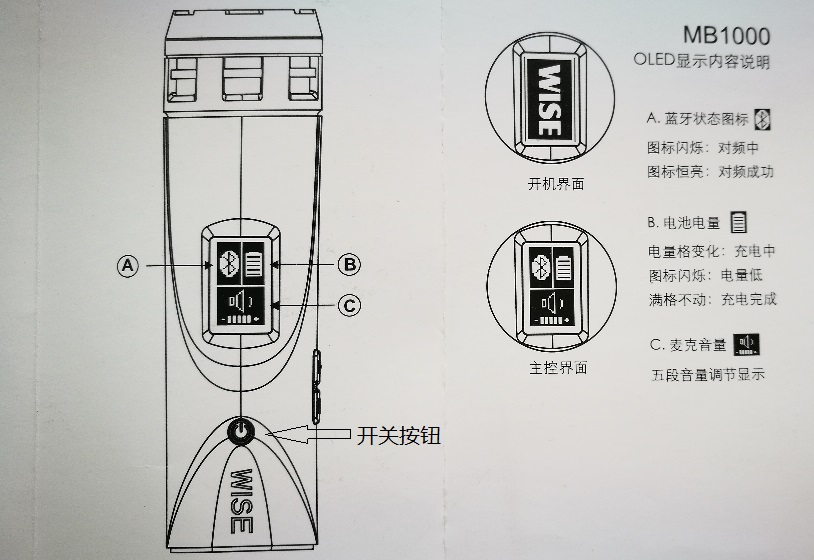 MB1000
OLED显示内容说明
A. 蓝牙状态图标
图标闪烁：对频中
图标恒亮：对频成功
B. 电池电量
电量格变化：充电中
图标闪烁：电量低
满格不动：充电完成
C. 麦克音量
五段音量调节显示
WISE
开机界面
- +
主控界面
A
B
C
- +
开关按钮
WISE